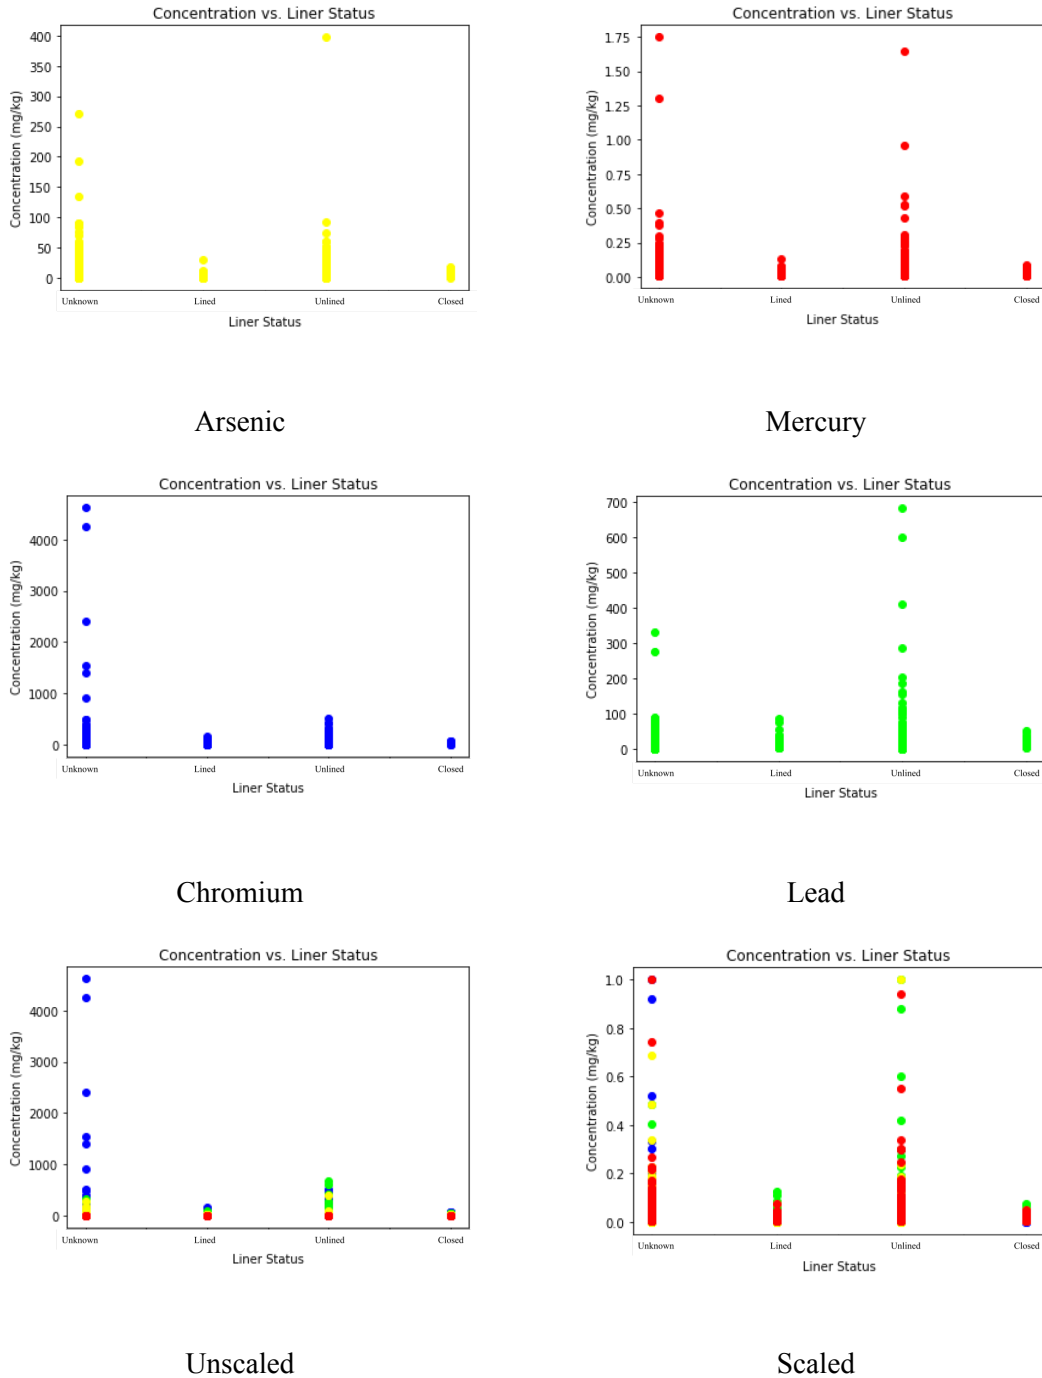 Concentration vs. Liner Status
400
350
300
250
200
150
100
50
0
Concentration (mg/kg)
Unknown Lined Unlined Closed
Liner Status
Arsenic
Concentration vs. Liner Status
1.75
1.50
1.25
1.00
0.75
0.50
0.25
0.00
Concentration (mg/kg)
Unknown Lined Unlined Closed
Liner Status
Mercury
Concentration vs. Liner Status
4000
3000
2000
1000
0
Concentration (mg/kg)
Unknown Lined Unlined Closed
Liner Status
Chromium
Concentration vs. Liner Status
700
600
500
400
300
200
100
0
Concentration (mg/kg)
Unknown Lined Unlined Closed
Liner Status
Lead
Concentration vs. Liner Status
4000
3000
2000
1000
0
Concentration (mg/kg)
Unknown Lined Unlined Closed
Liner Status
Unscaled
Concentration vs. Liner Status
1.0
0.8
0.6
0.4
0.2
0.0
Concentration (mg/kg)
Unknown Lined Unlined Closed
Liner Status
Scaled